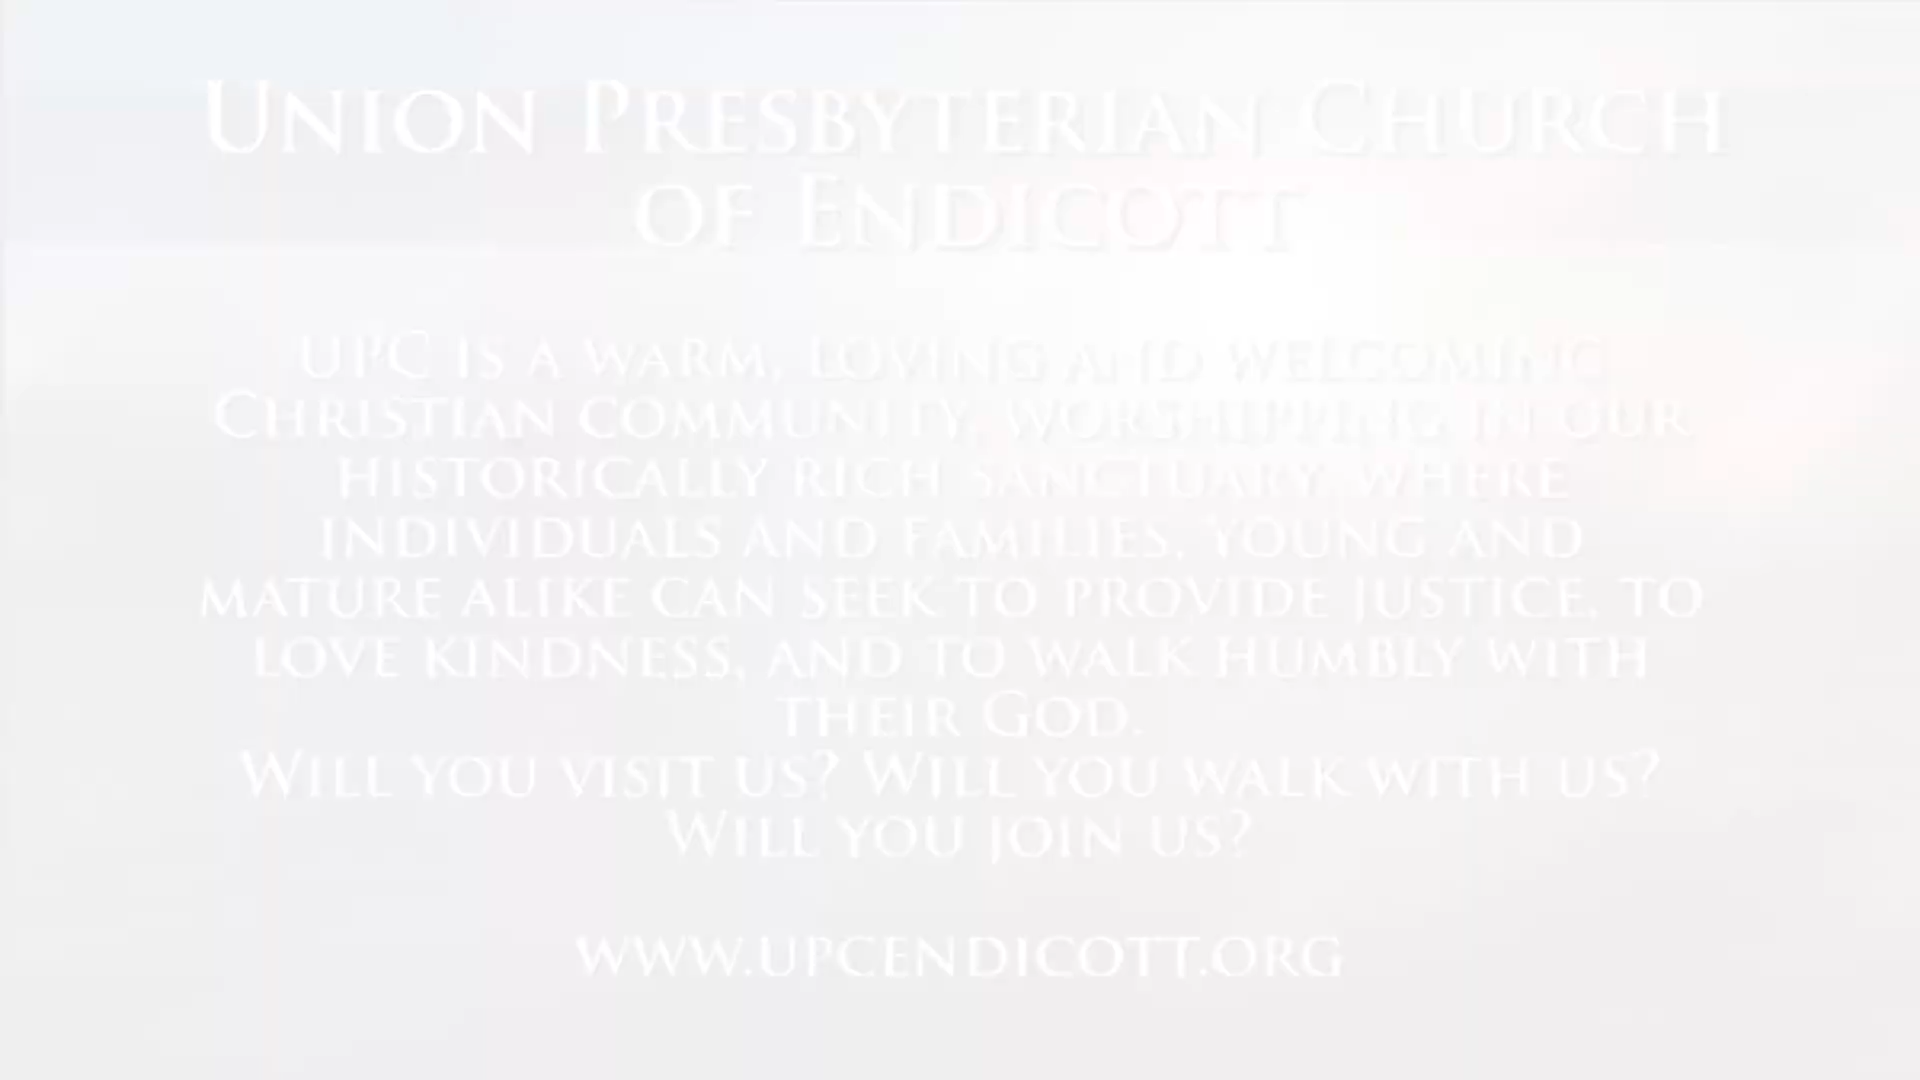 Union Presbyterian Church
of Endicott
UPC is a warm, loving and welcoming
Christian community, worshipping in our
historically rich sanctuary, where
individuals and families, young and
mature alike can seek to provide justice, to
love kindness, and to walk humbly with
their God.
Will you visit us? Will you walk with us?
Will you join us?
www.upcendicott.org